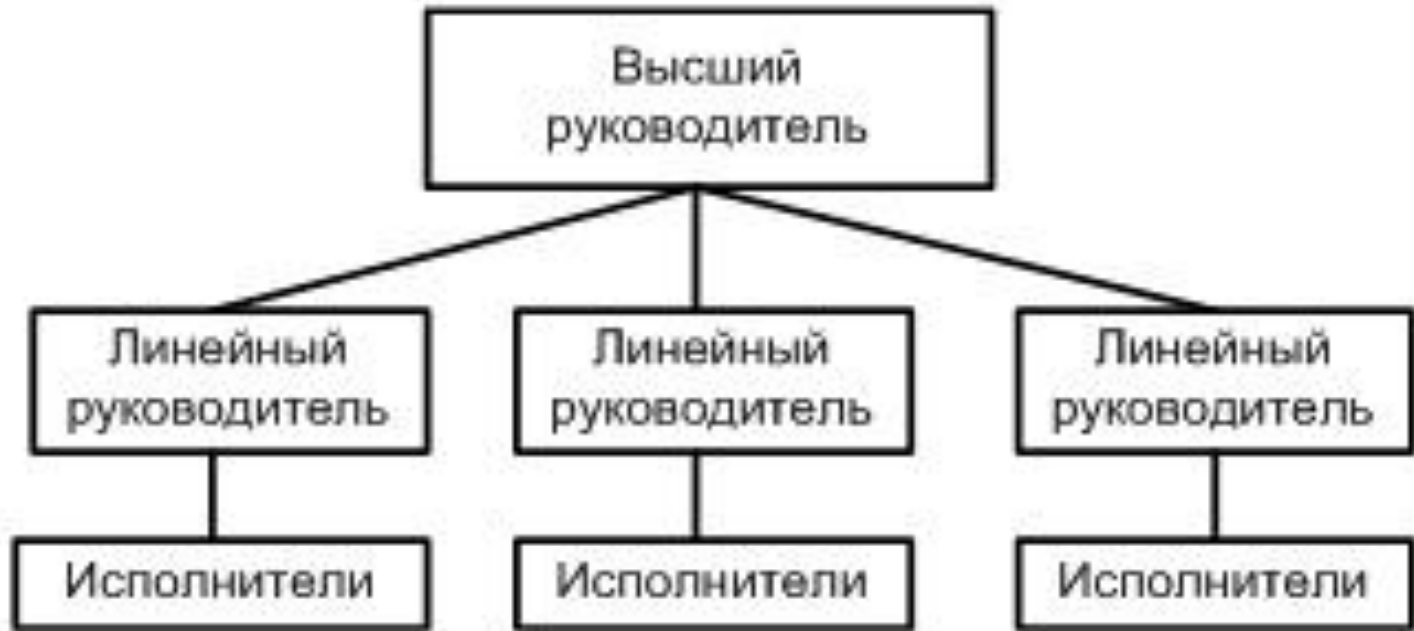 Высший
руководитель
Линейный
руководитель
Линейный
руководитель
Линейный
руководитель
Исполнители
Исполнители
Исполнители